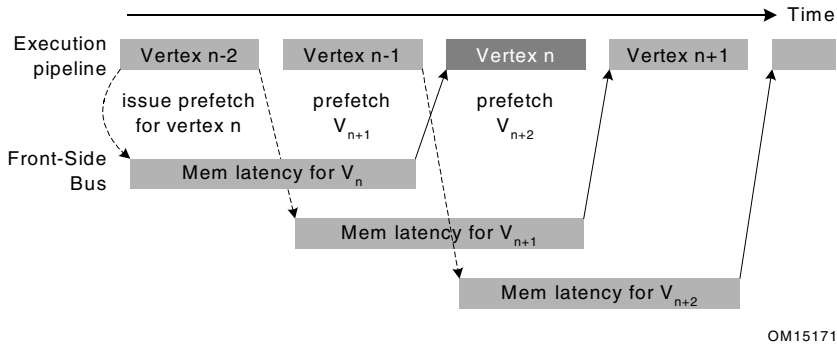 Time
Execution pipeline
Vertex n-2
Vertex n-1
Vertex n
Vertex n+1
issue prefetch
for vertex n
prefetch
Vn+1
prefetch
Vn+2
Front-Side
Bus
Mem latency for Vn
Mem latency for Vn+1
Mem latency for Vn+2
OM15171